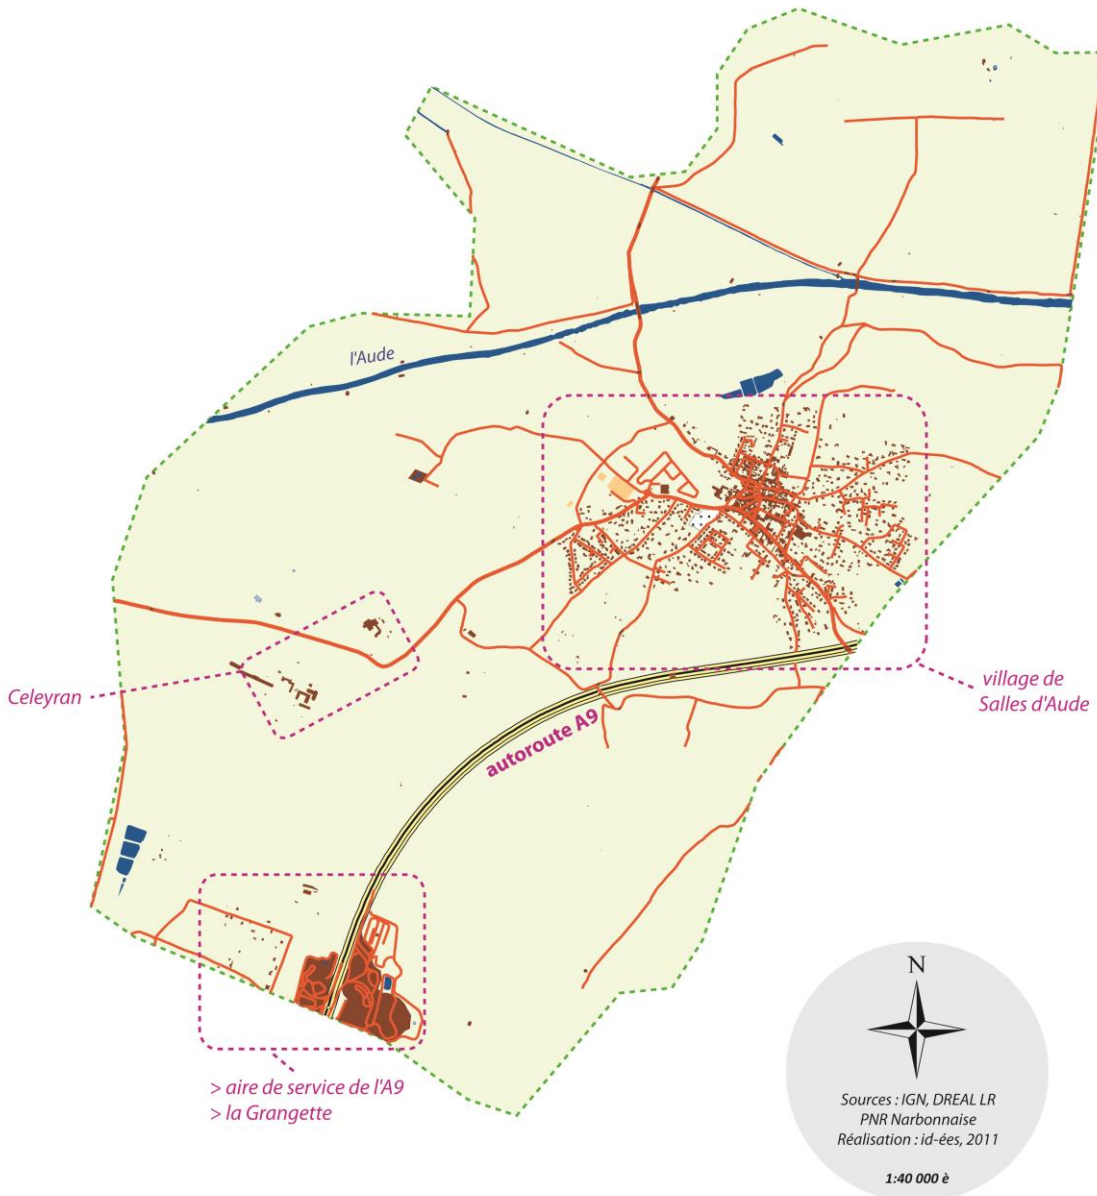 l'Aude
Celeyran
village de
Salles d'Aude
autoroute A9
> aire de service de l'A9
> la Grangette
N
Sources : IGN, DREAL LR
PNR Narbonnaise
Réalisation : id-ées, 2011
1:40 000 è